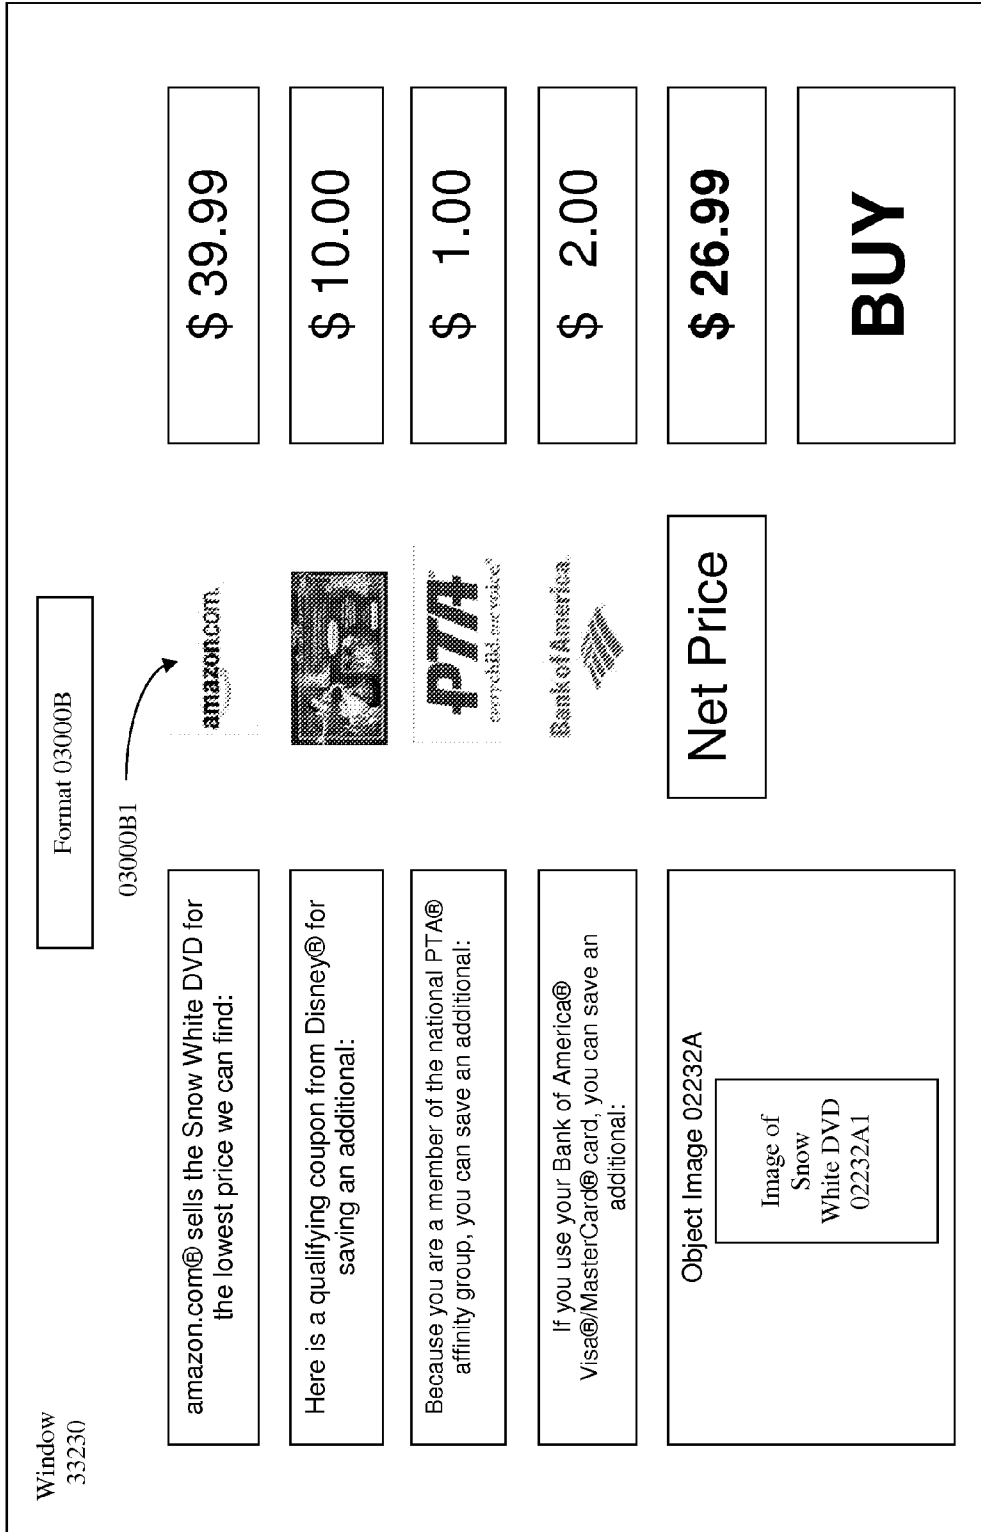 Window
33230
Format 03000B
03000B1
amazon.com® sells the Snow White DVD for
the lowest price we can find:
amazon.com.
$ 39.99
Here is a qualifying coupon from Disney® for
saving an additional:
$ 10.00
Because you are a member of the national PTA®
affinity group, you can save an additional:
PTA®
everychild.onevoice.®
$ 1.00
If you use your Bank of America®
Visa®/MasterCard® card, you can save an
additional:
Bank of America.
$ 2.00
Object Image 02232A
Image of
Snow
White DVD
02232A1
Net Price
$ 26.99
BUY